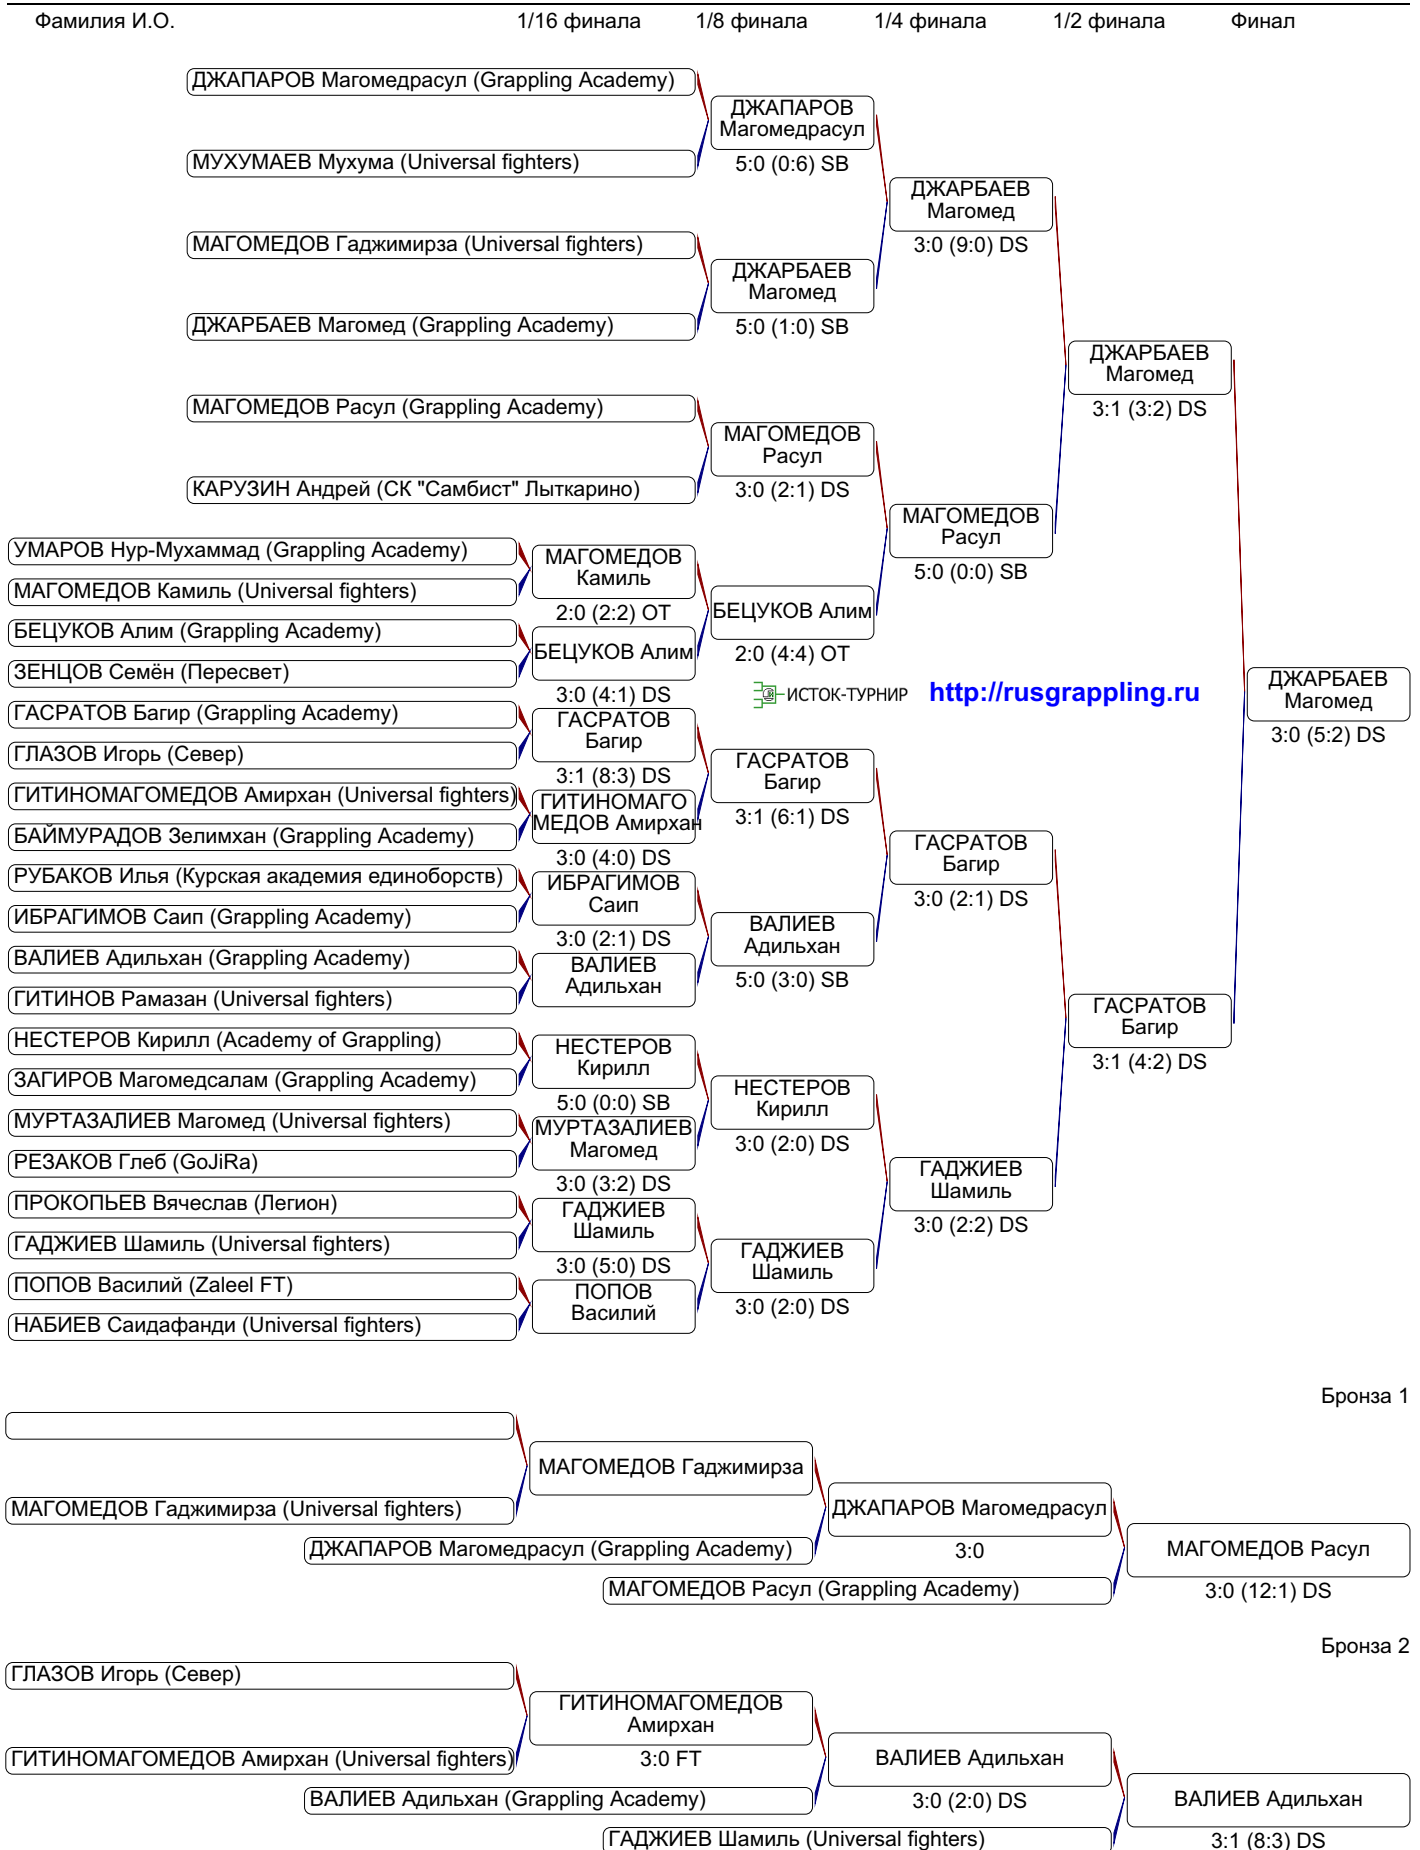 Фамилия И.О. 1/16 финала 1/8 финала 1/4 финала 1/2 финала Финал
ДЖАПАРОВ Магомедрасул (Grappling Academy)
ДЖАПАРОВ
Магомедрасул
5:0 (0:6) SB
МУХУМАЕВ Мухума (Universal fighters)
ДЖАРБАЕВ
Магомед
3:0 (9:0) DS
МАГОМЕДОВ Гаджимирза (Universal fighters)
ДЖАРБАЕВ
Магомед
5:0 (1:0) SB
ДЖАРБАЕВ Магомед (Grappling Academy)
ДЖАРБАЕВ
Магомед
3:1 (3:2) DS
МАГОМЕДОВ Расул (Grappling Academy)
МАГОМЕДОВ
Расул
3:0 (2:1) DS
КАРУЗИН Андрей (СК "Самбист" Лыткарино)
МАГОМЕДОВ
Расул
5:0 (0:0) SB
УМАРОВ Нур-Мухаммад (Grappling Academy)
МАГОМЕДОВ
Камиль
2:0 (2:2) OT
МАГОМЕДОВ Камиль (Universal fighters)
БЕЦУКОВ Алим
2:0 (4:4) OT
БЕЦУКОВ Алим (Grappling Academy)
БЕЦУКОВ Алим
3:0 (4:1) DS
ЗЕНЦОВ Семён (Пересвет)
ИСТОК-ТУРНИР http://rusgrappling.ru
ДЖАРБАЕВ
Магомед
3:0 (5:2) DS
ГАСРАТОВ Багир (Grappling Academy)
ГАСРАТОВ
Багир
3:1 (8:3) DS
ГЛАЗОВ Игорь (Север)
ГАСРАТОВ
Багир
3:1 (6:1) DS
ГИТИНОМАГОМЕДОВ Амирхан (Universal fighters)
ГИТИНОМАГО
МЕДОВ Амирхан
3:0 (4:0) DS
БАЙМУРАДОВ Зелимхан (Grappling Academy)
ГАСРАТОВ
Багир
3:0 (2:1) DS
РУБАКОВ Илья (Курская академия единоборств)
ИБРАГИМОВ
Саип
3:0 (2:1) DS
ИБРАГИМОВ Саип (Grappling Academy)
ВАЛИЕВ
Адильхан
5:0 (3:0) SB
ВАЛИЕВ Адильхан (Grappling Academy)
ВАЛИЕВ
Адильхан
ГИТИНОВ Рамазан (Universal fighters)
ГАСРАТОВ
Багир
3:1 (4:2) DS
НЕСТЕРОВ Кирилл (Academy of Grappling)
НЕСТЕРОВ
Кирилл
5:0 (0:0) SB
ЗАГИРОВ Магомедсалам (Grappling Academy)
НЕСТЕРОВ
Кирилл
3:0 (2:0) DS
МУРТАЗАЛИЕВ Магомед (Universal fighters)
МУРТАЗАЛИЕВ
Магомед
3:0 (3:2) DS
РЕЗАКОВ Глеб (GoJiRa)
ГАДЖИЕВ
Шамиль
3:0 (2:2) DS
ПРОКОПЬЕВ Вячеслав (Легион)
ГАДЖИЕВ
Шамиль
3:0 (5:0) DS
ГАДЖИЕВ Шамиль (Universal fighters)
ГАДЖИЕВ
Шамиль
3:0 (2:0) DS
ПОПОВ Василий (Zaleel FT)
ПОПОВ
Василий
НАБИЕВ Саидафанди (Universal fighters)
Бронза 1
МАГОМЕДОВ Гаджимирза
МАГОМЕДОВ Гаджимирза (Universal fighters)
ДЖАПАРОВ Магомедрасул
3:0
ДЖАПАРОВ Магомедрасул (Grappling Academy)
МАГОМЕДОВ Расул
3:0 (12:1) DS
МАГОМЕДОВ Расул (Grappling Academy)
Бронза 2
ГЛАЗОВ Игорь (Север)
ГИТИНОМАГОМЕДОВ
Амирхан
3:0 FT
ГИТИНОМАГОМЕДОВ Амирхан (Universal fighters)
ВАЛИЕВ Адильхан
3:0 (2:0) DS
ВАЛИЕВ Адильхан (Grappling Academy)
ВАЛИЕВ Адильхан
3:1 (8:3) DS
ГАДЖИЕВ Шамиль (Universal fighters)